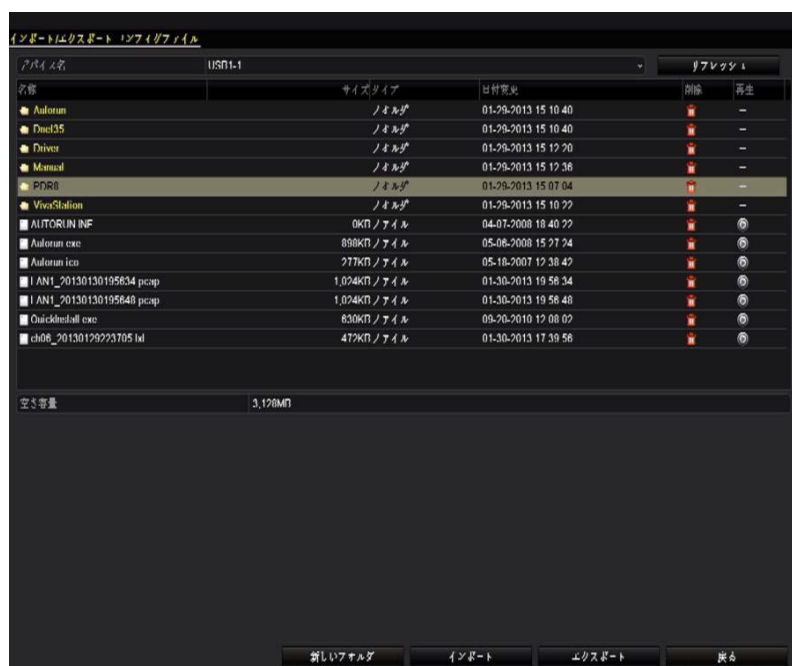 インポート/エクスポート コンフィグファイル
デバイス名 USB1-1 リフレッシュ
名称 サイズ タイプ 日付変更 削除 再生
Autorun フォルダ 01-29-2013 15 10 40 –
Dnet35 フォルダ 01-29-2013 15 10 40 –
Driver フォルダ 01-29-2013 15 12 20 –
Manual フォルダ 01-29-2013 15 12 36 –
PDR8 フォルダ 01-29-2013 15 07 04 –
VivaStation フォルダ 01-29-2013 15 10 22 –
AUTORUN INF 0KB ファイル 04-07-2008 18 40 22
Autorun exe 898KB ファイル 05-06-2008 15 27 24
Autorun ico 277KB ファイル 05-18-2007 12 38 42
LAN1_20130130195634 pcap 1,024KB ファイル 01-30-2013 19 56 34
LAN1_20130130195648 pcap 1,024KB ファイル 01-30-2013 19 56 48
QuickInstall exe 630KB ファイル 09-20-2010 12 08 02
ch06_20130129223705 txt 472KB ファイル 01-30-2013 17 39 56
空き容量 3,128MB
新しいフォルダ インポート エクスポート 戻る